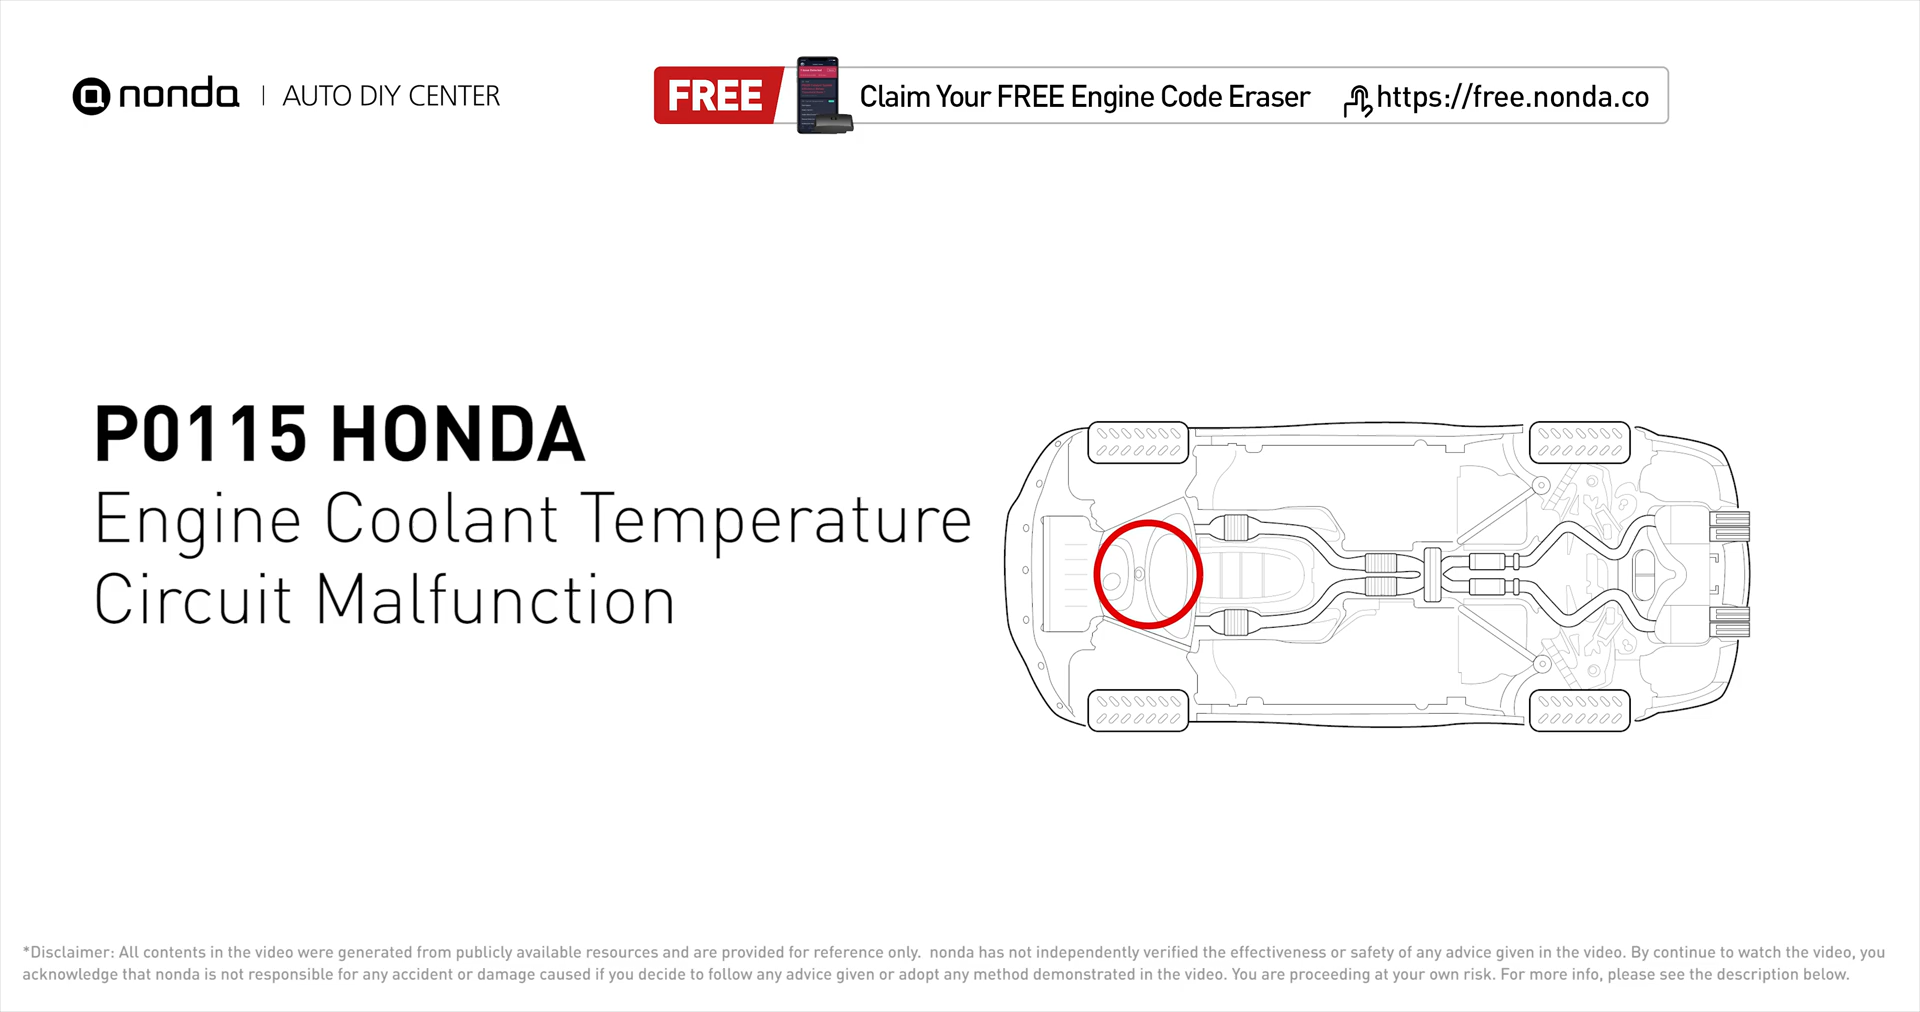 nonda | AUTO DIY CENTER
FREE Claim Your FREE Engine Code Eraser https://free.nonda.co
P0115 HONDA
Engine Coolant Temperature
Circuit Malfunction
*Disclaimer: All contents in the video were generated from publicly available resources and are provided for reference only. nonda has not independently verified the effectiveness or safety of any advice given in the video. By continue to watch the video, you
acknowledge that nonda is not responsible for any accident or damage caused if you decide to follow any advice given or adopt any method demonstrated in the video. You are proceeding at your own risk. For more info, please see the description below.